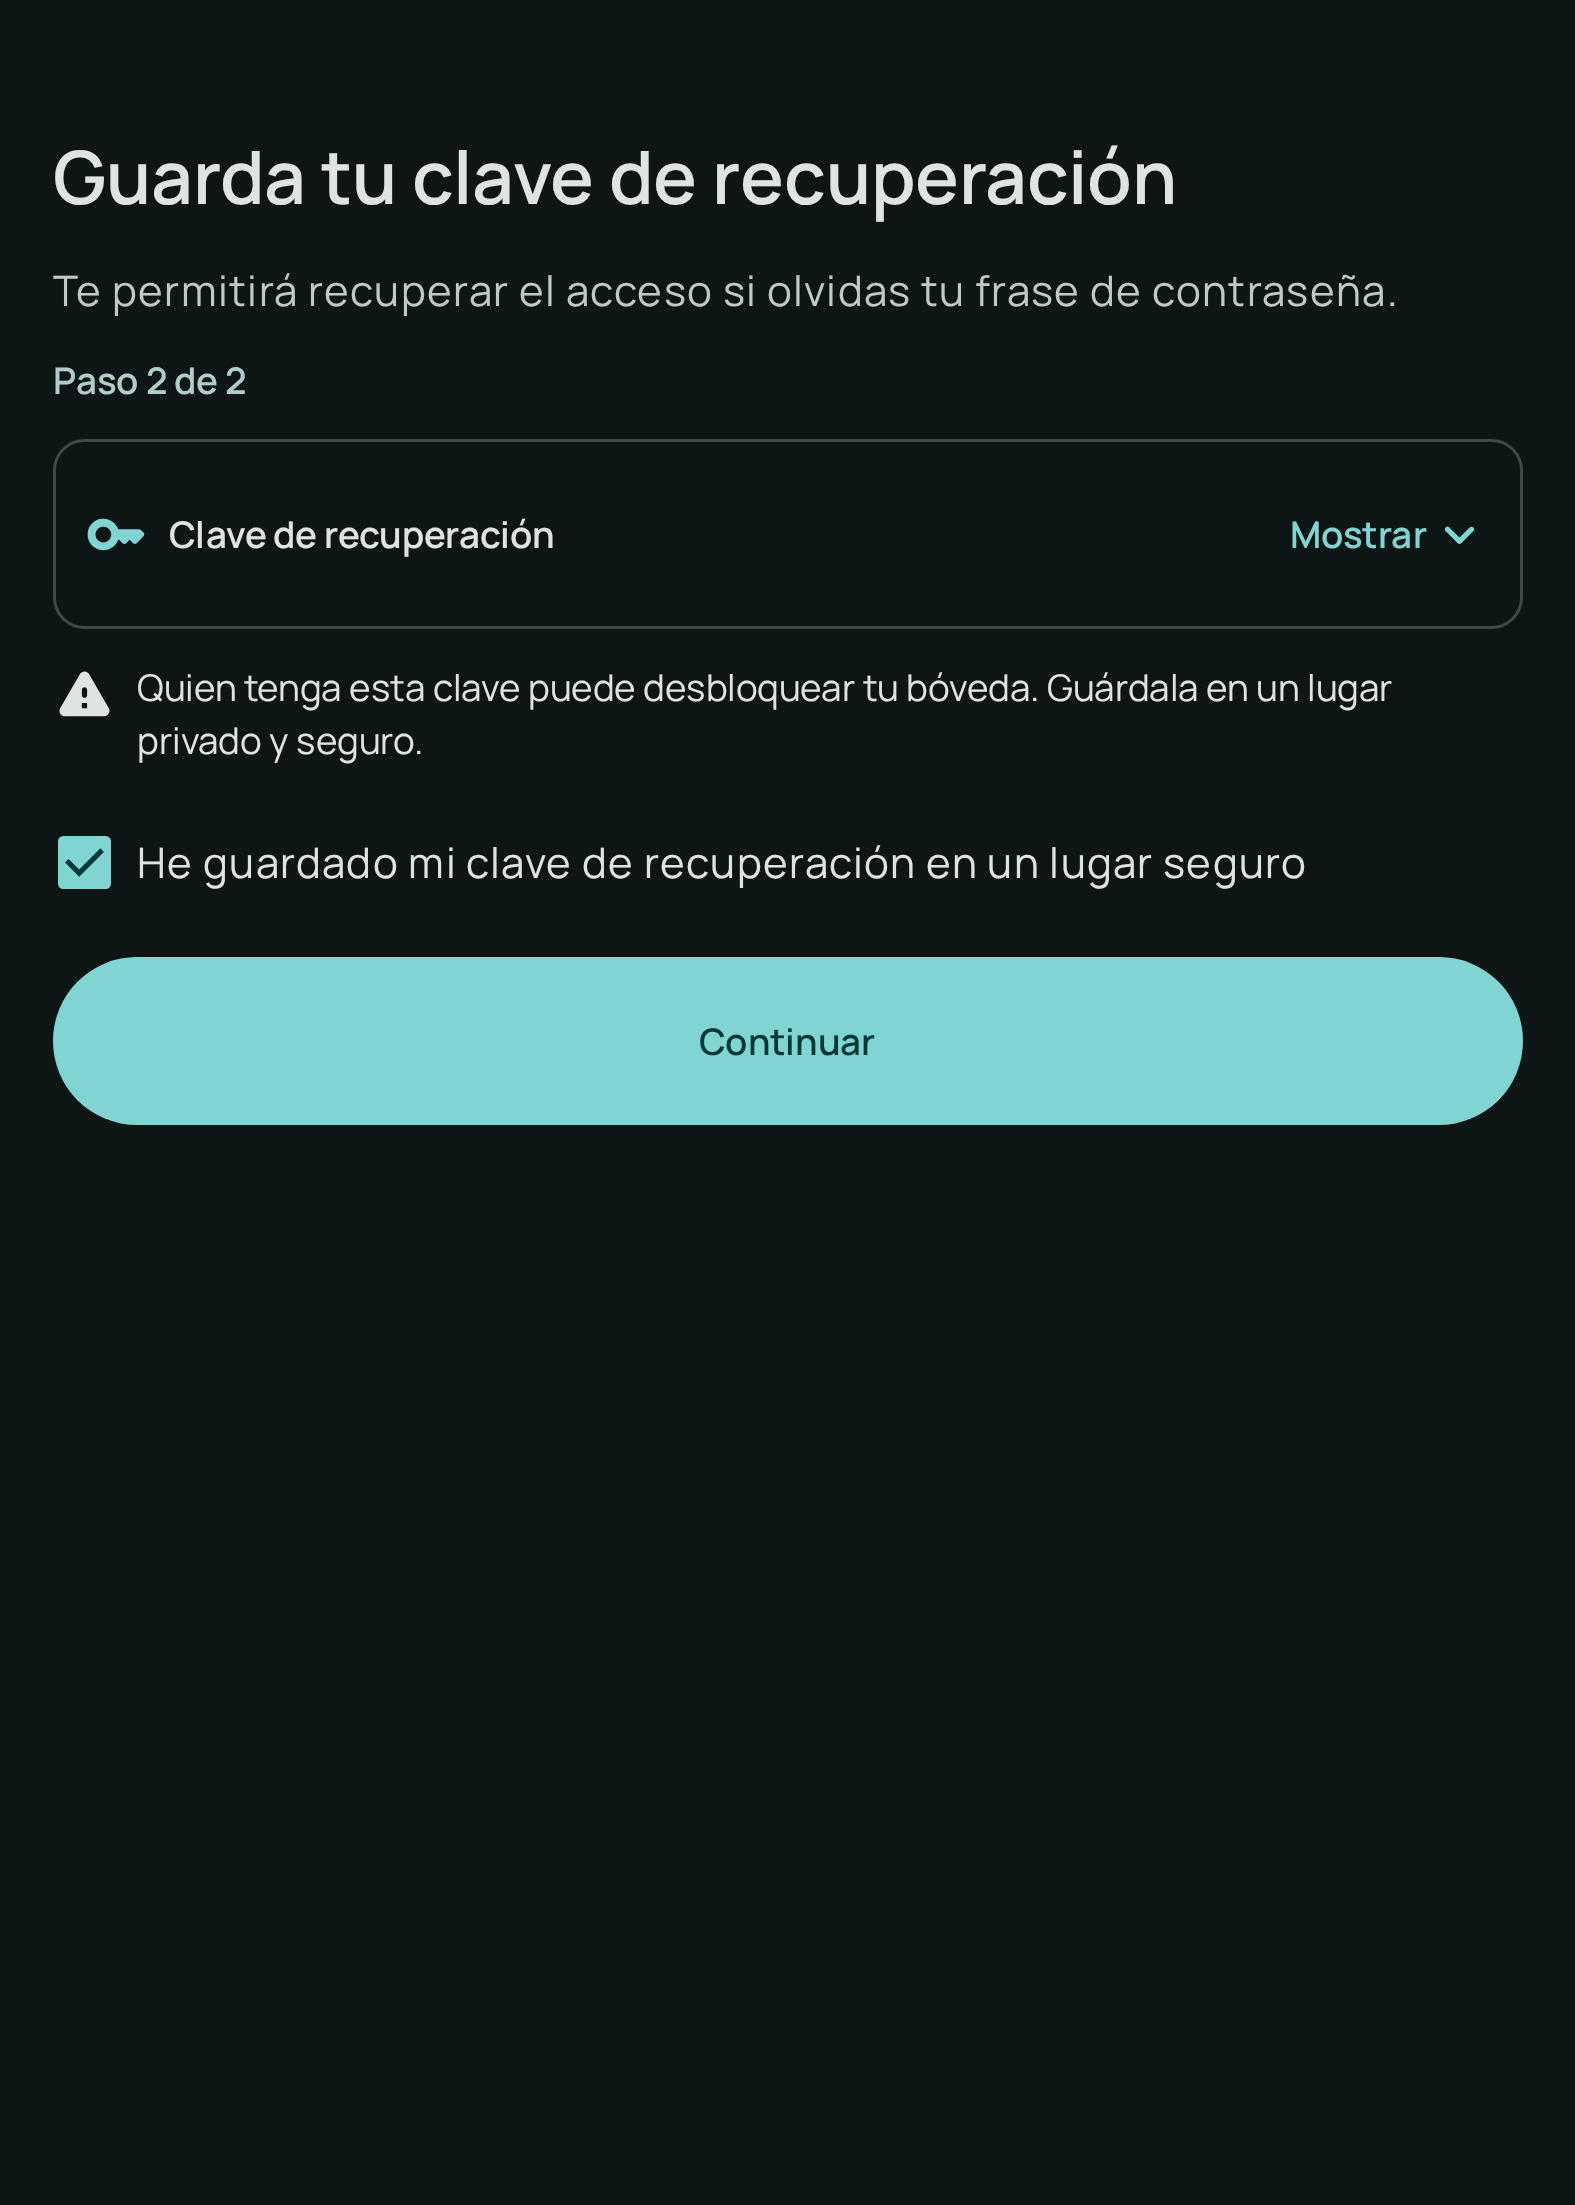 Guarda tu clave de recuperación
Te permitirá recuperar el acceso si olvidas tu frase de contraseña.
Paso 2 de 2
Clave de recuperación
Mostrar
Quien tenga esta clave puede desbloquear tu bóveda. Guárdala en un lugar
privado y seguro.
He guardado mi clave de recuperación en un lugar seguro
Continuar